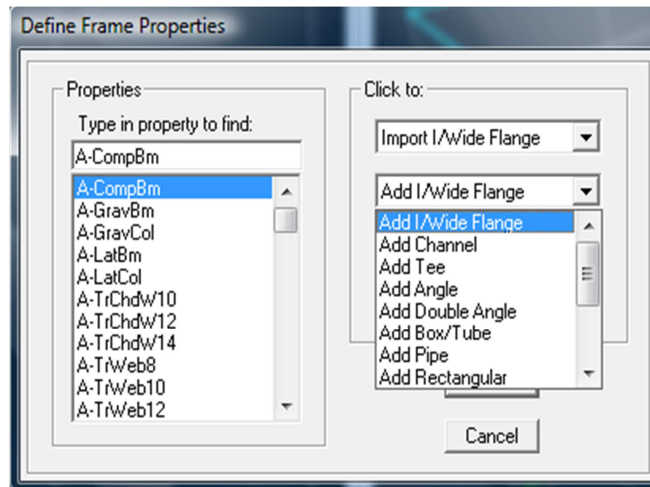 Define Frame Properties
Properties
Type in property to find:
A-CompBm
A-CompBm
A-GravBm
A-GravCol
A-LatBm
A-LatCol
A-TrChdW10
A-TrChdW12
A-TrChdW14
A-TrWeb8
A-TrWeb10
A-TrWeb12
Click to:
Import I/Wide Flange
Add I/Wide Flange
Add I/Wide Flange
Add Channel
Add Tee
Add Angle
Add Double Angle
Add Box/Tube
Add Pipe
Add Rectangular
Cancel